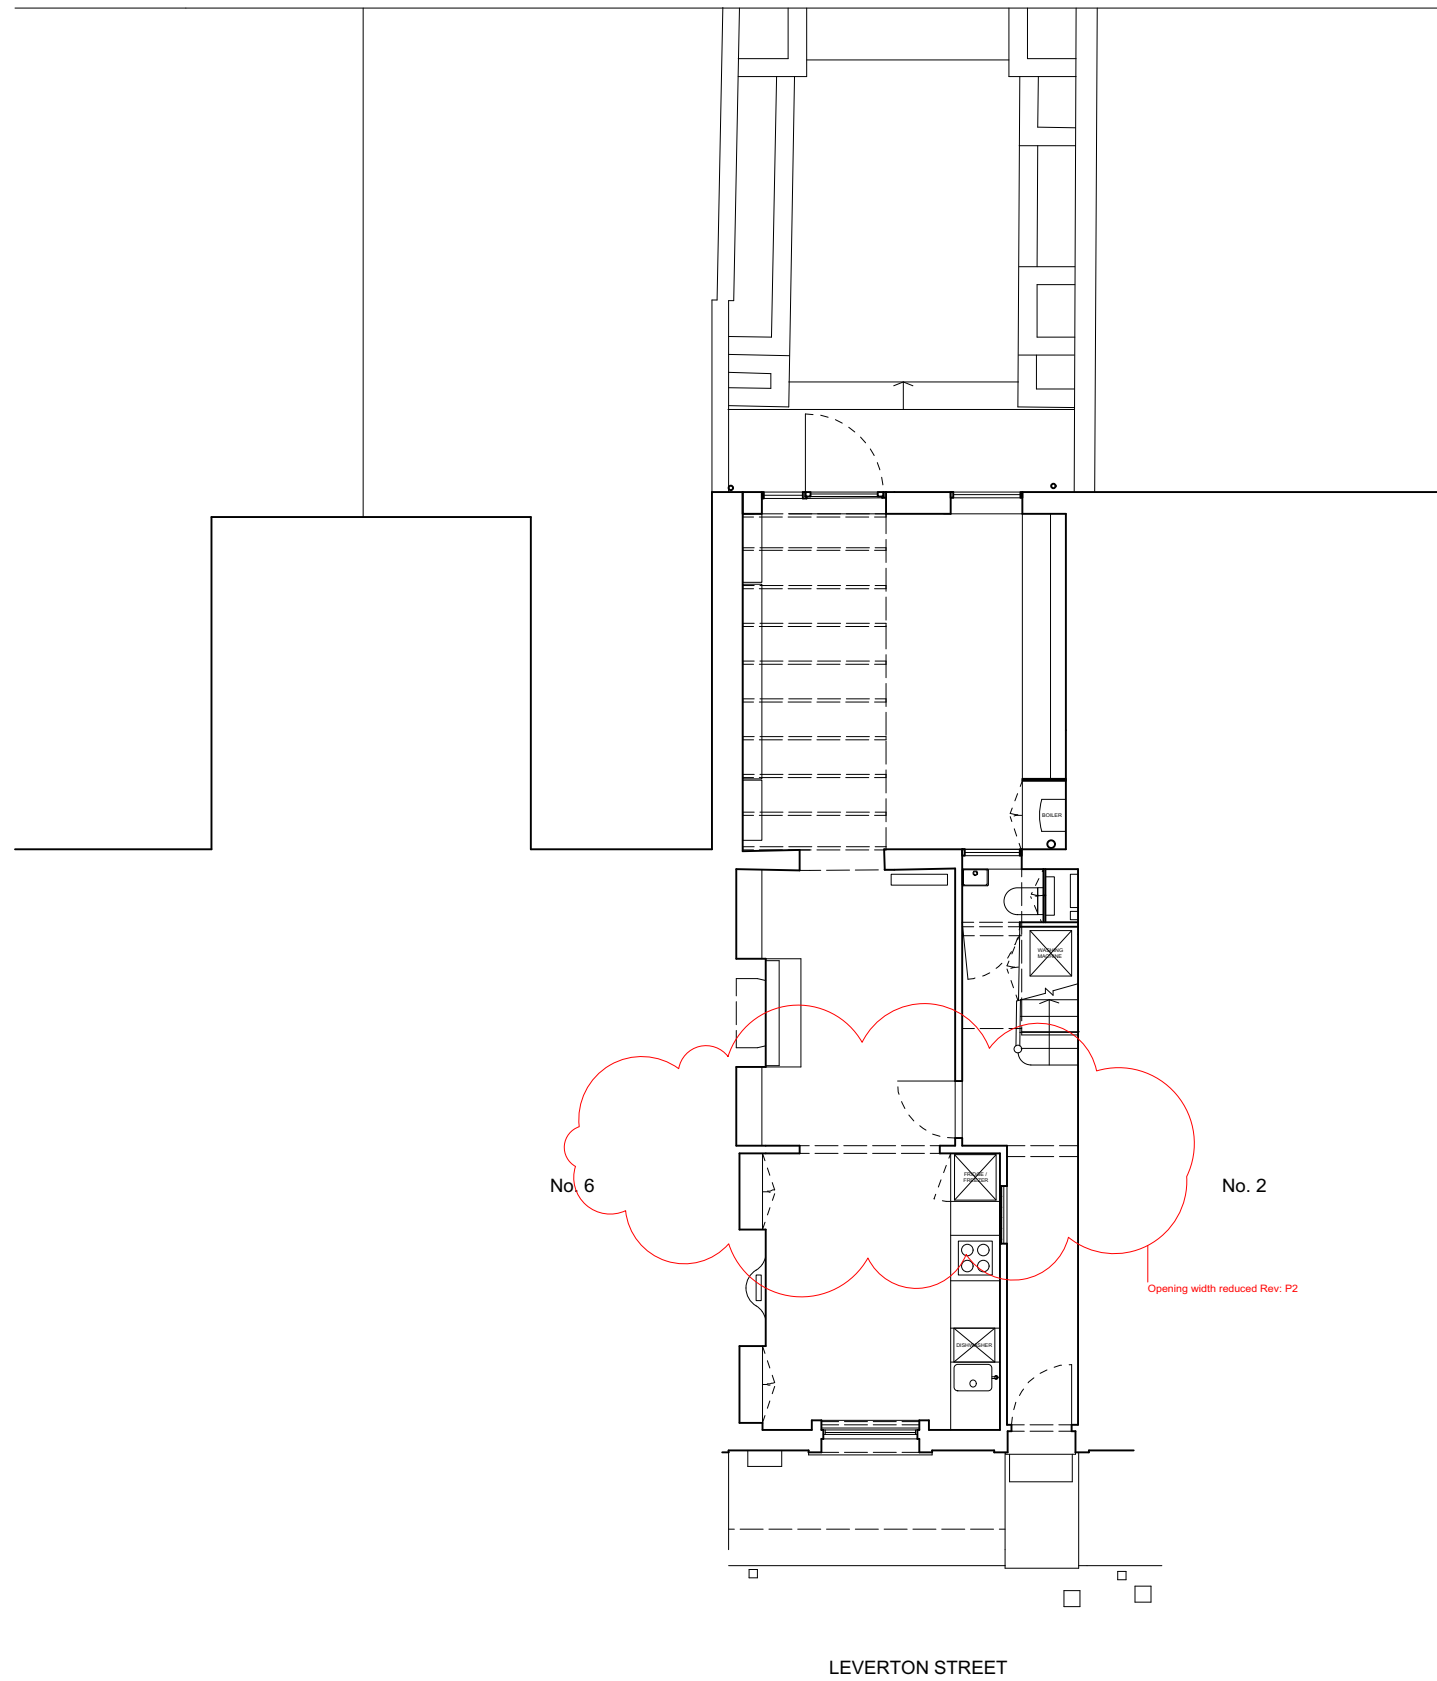 BOILER
WASHING
MACHINE
No. 6
FRIDGE /
FREEZER
No. 2
Opening width reduced Rev: P2
DISHWASHER
LEVERTON STREET